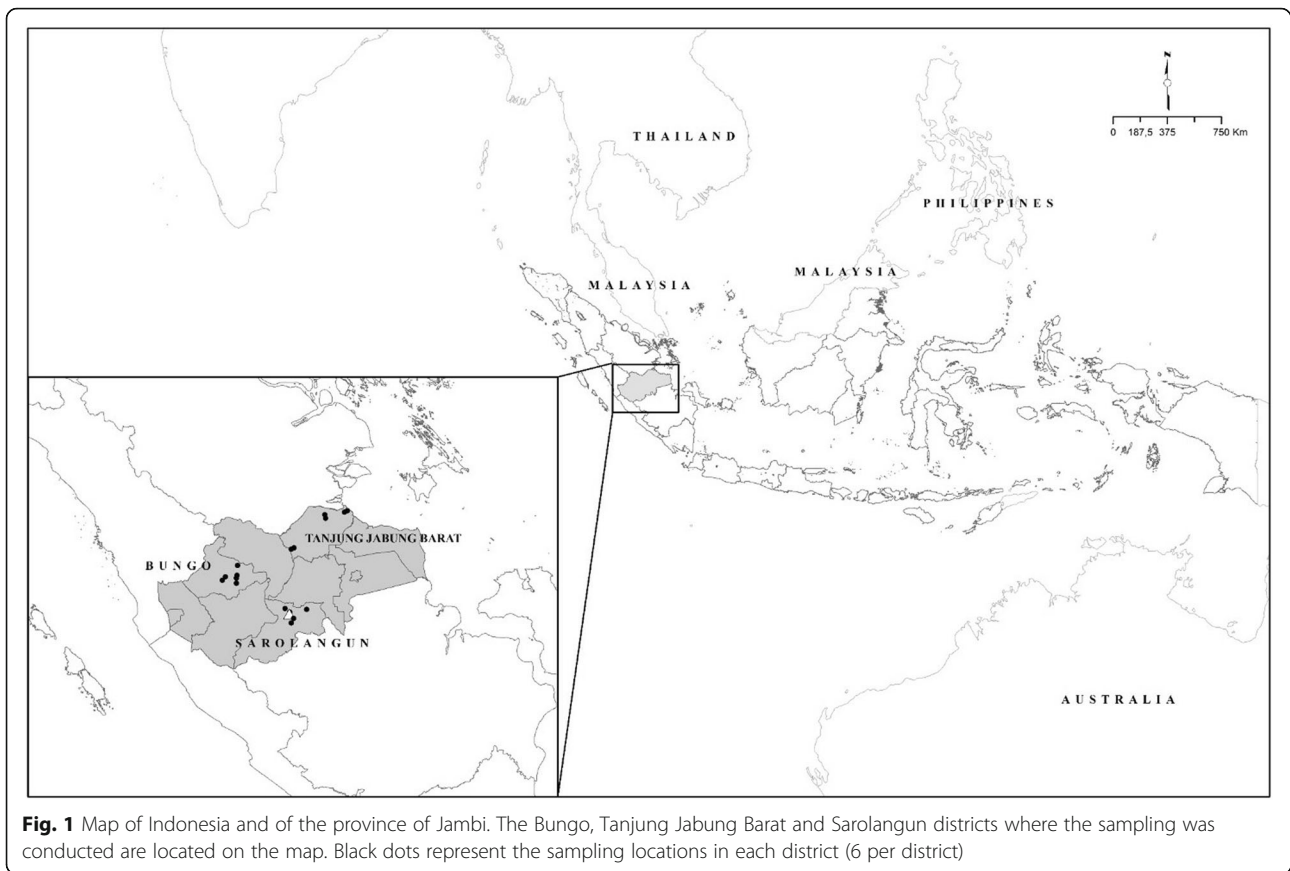 N
0 187,5 375 750 Km
THAILAND
PHILIPPINES
MALAYSIA
MALAYSIA
TANJUNG JABUNG BARAT
BUNGO
SAROLANGUN
AUSTRALIA
Fig. 1 Map of Indonesia and of the province of Jambi. The Bungo, Tanjung Jabung Barat and Sarolangun districts where the sampling was
conducted are located on the map. Black dots represent the sampling locations in each district (6 per district)